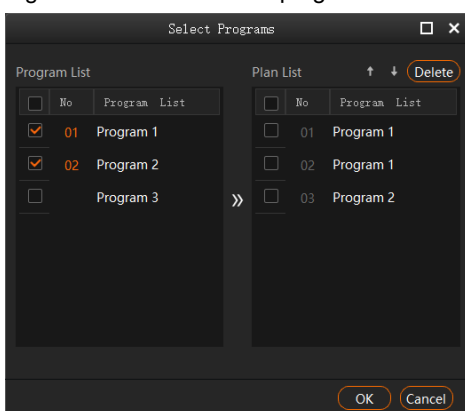 Select Programs
Program List
Plan List
Delete
No Program List
No Program List
01 Program 1
01 Program 1
02 Program 2
02 Program 1
Program 3
03 Program 2
OK
Cancel